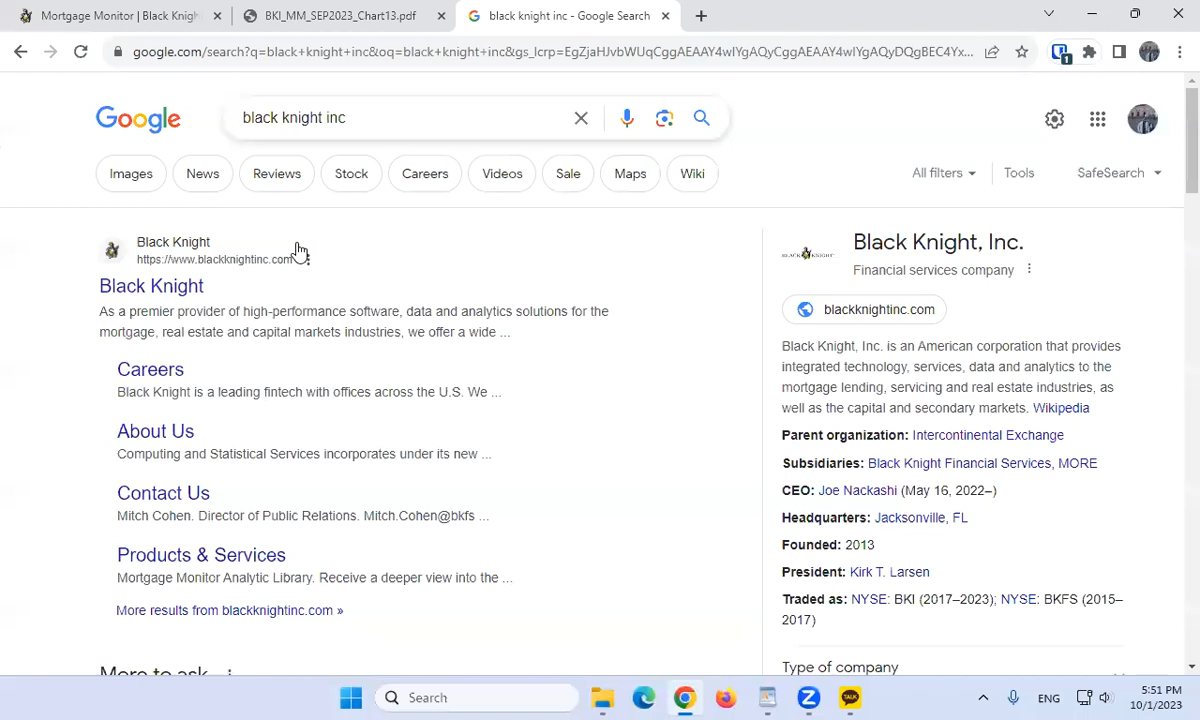 Mortgage Monitor | Black Knigh
BKI_MM_SEP2023_Chart13.pdf
black knight inc - Google Search
google.com/search?q=black+knight+inc&oq=black+knight+inc&gs_lcrp=EgZjaHJvbWUqCggAEAAY4wIYgAQyCggAEAAY4wIYgAQyDQgBEC4Yx...
1
Google
black knight inc
Images
News
Reviews
Stock
Careers
Videos
Sale
Maps
Wiki
All filters
Tools
SafeSearch
Black Knight
https://www.blackknightinc.com
Black Knight
As a premier provider of high-performance software, data and analytics solutions for the
mortgage, real estate and capital markets industries, we offer a wide ...
Careers
Black Knight is a leading fintech with offices across the U.S. We ...
About Us
Computing and Statistical Services incorporates under its new ...
Contact Us
Mitch Cohen. Director of Public Relations. Mitch.Cohen@bkfs ...
Products & Services
Mortgage Monitor Analytic Library. Receive a deeper view into the ...
More results from blackknightinc.com »
More to ask
BLACK KNIGHT
Black Knight, Inc.
Financial services company
blackknightinc.com
Black Knight, Inc. is an American corporation that provides
integrated technology, services, data and analytics to the
mortgage lending, servicing and real estate industries, as
well as the capital and secondary markets. Wikipedia
Parent organization: Intercontinental Exchange
Subsidiaries: Black Knight Financial Services, MORE
CEO: Joe Nackashi (May 16, 2022–)
Headquarters: Jacksonville, FL
Founded: 2013
President: Kirk T. Larsen
Traded as: NYSE: BKI (2017–2023); NYSE: BKFS (2015–
2017)
Type of company
Search
Z
TALK
ENG
5:51 PM
10/1/2023